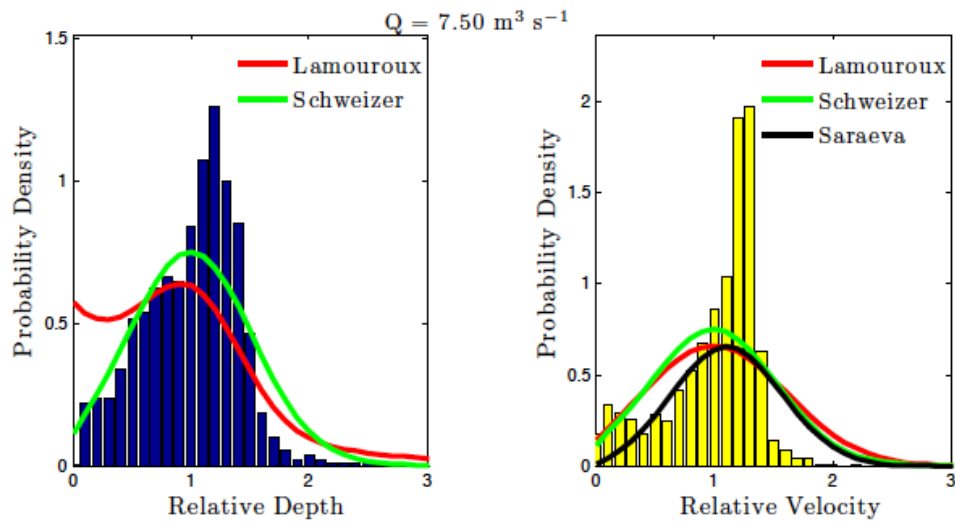 Q = 7.50 m³ s⁻¹
Lamouroux
Schweizer
Probability Density
1.5
1
0.5
0
0 1 2 3
Relative Depth
Lamouroux
Schweizer
Saraeva
Probability Density
2
1.5
1
0.5
0
0 1 2 3
Relative Velocity